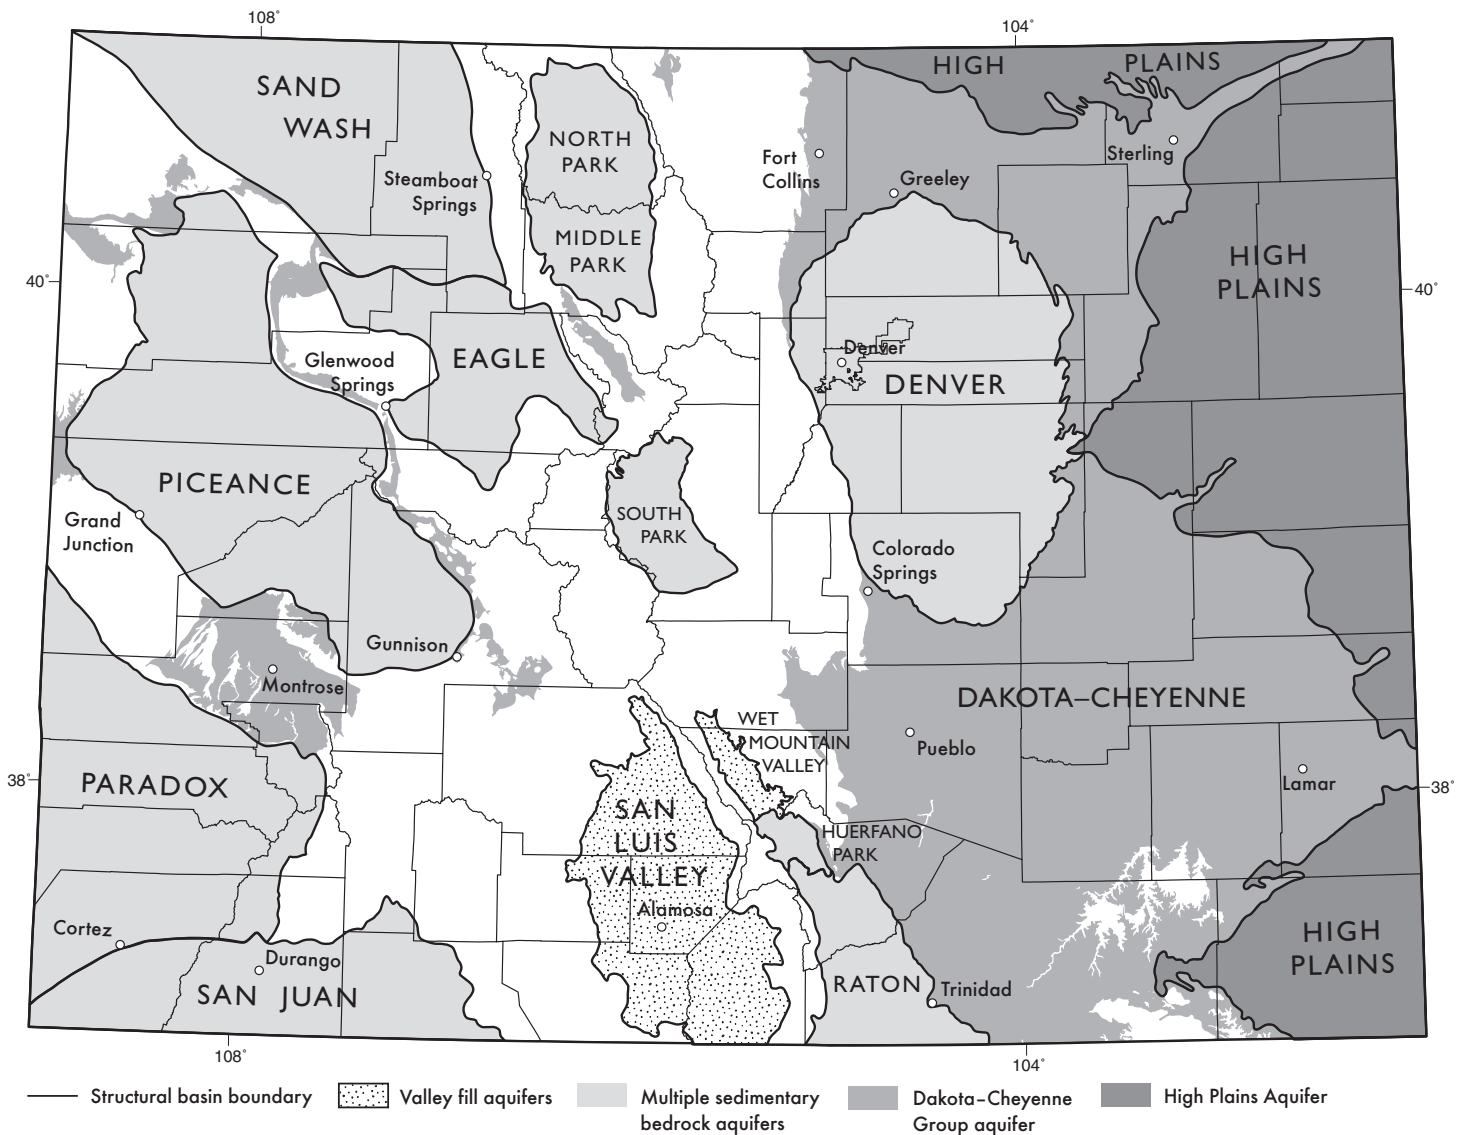 108°
104°
SAND
WASH
HIGH
PLAINS
NORTH
PARK
Fort
Collins
Sterling
Steamboat
Springs
Greeley
MIDDLE
PARK
HIGH
PLAINS
40°
40°
Glenwood
Springs
EAGLE
Denver
DENVER
PICEANCE
Grand
Junction
SOUTH
PARK
Colorado
Springs
Gunnison
Montrose
DAKOTA–CHEYENNE
WET
MOUNTAIN
VALLEY
Pueblo
38°
PARADOX
Lamar
38°
SAN
LUIS
VALLEY
HUERFANO
PARK
Alamosa
Cortez
HIGH
PLAINS
Durango
SAN JUAN
RATON
Trinidad
108°
104°
Structural basin boundary
Valley fill aquifers
Multiple sedimentary
bedrock aquifers
Dakota–Cheyenne
Group aquifer
High Plains Aquifer